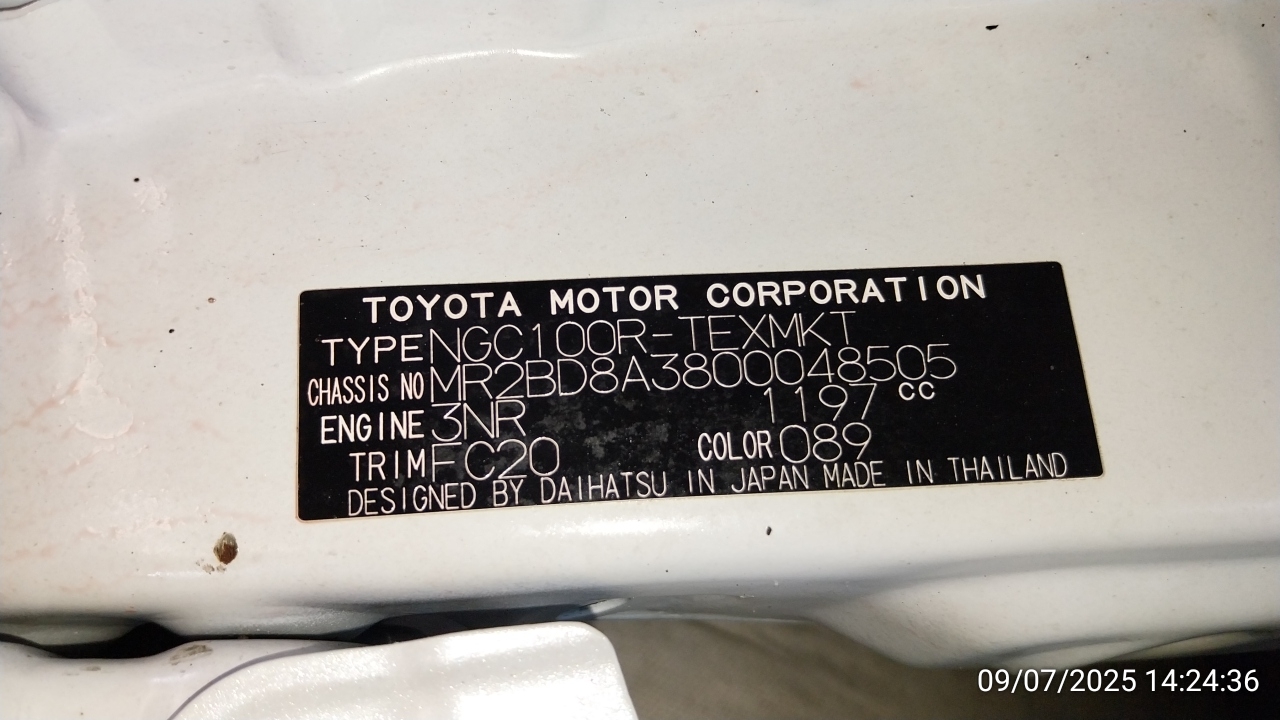 TOYOTA MOTOR CORPORATION
TYPE NGC100R-TEXMKT
CHASSIS NO MR2BD8A3800048505
ENGINE 3NR 1197 CC
TRIM FC20 COLOR 089
DESIGNED BY DAIHATSU IN JAPAN MADE IN THAILAND
09/07/2025 14:24:36